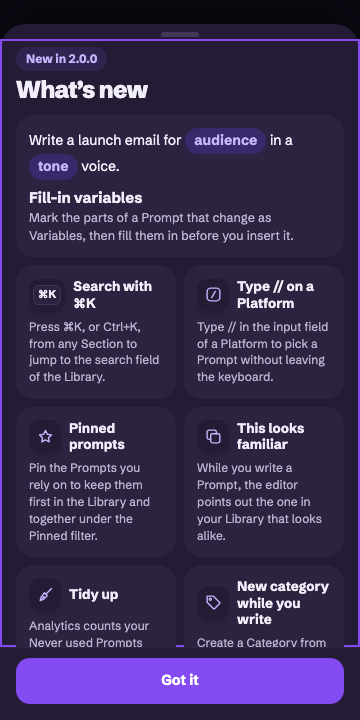 New in 2.0.0
What's new
Write a launch email for audience in a
tone voice.
Fill-in variables
Mark the parts of a Prompt that change as
Variables, then fill them in before you insert it.
⌘K
Search with
⌘K
Press ⌘K, or Ctrl+K,
from any Section to
jump to the search field
of the Library.
Type // on a
Platform
Type // in the input field
of a Platform to pick a
Prompt without leaving
the keyboard.
Pinned
prompts
Pin the Prompts you
rely on to keep them
first in the Library and
together under the
Pinned filter.
This looks
familiar
While you write a
Prompt, the editor
points out the one in
your Library that looks
alike.
Tidy up
Analytics counts your
Never used Prompts
New category
while you
write
Create a Category from
Got it